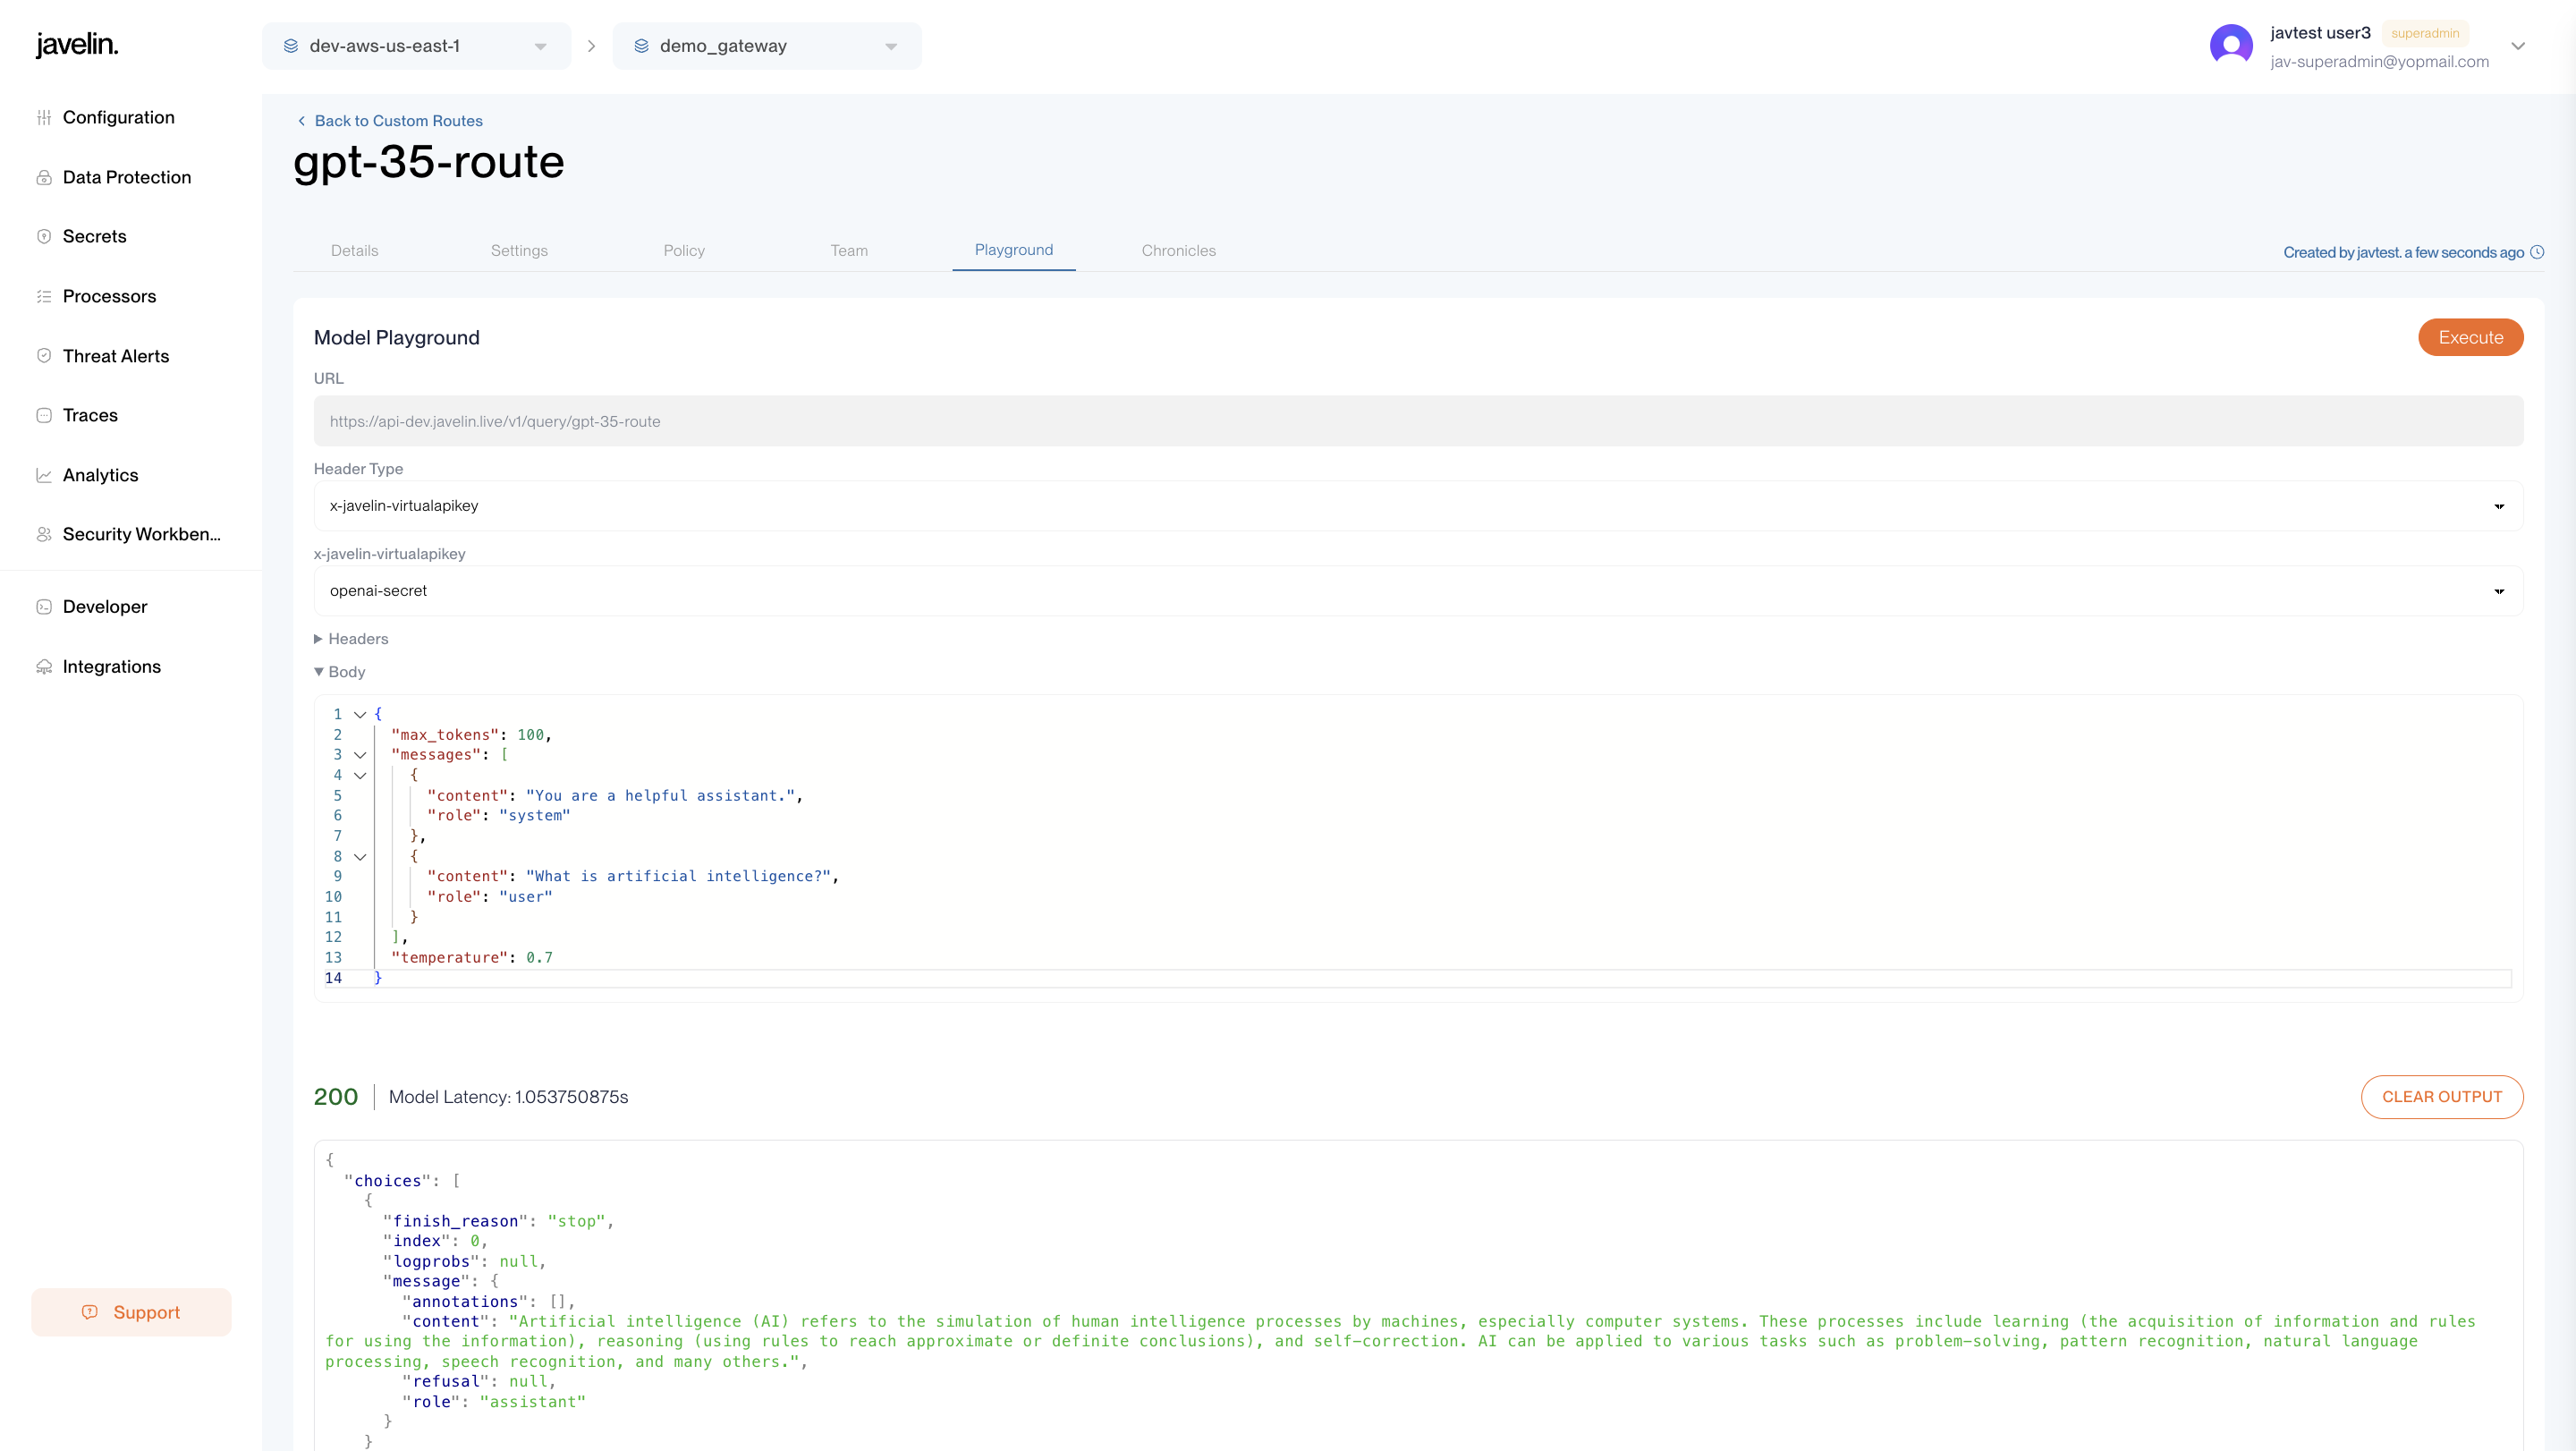 javelin.
dev-aws-us-east-1
demo_gateway
javtest user3 superadmin
jav-superadmin@yopmail.com
Configuration
Data Protection
Secrets
Processors
Threat Alerts
Traces
Analytics
Security Workben...
Developer
Integrations
Support
Back to Custom Routes
gpt-35-route
Details Settings Policy Team Playground Chronicles
Created by javtest. a few seconds ago
Model Playground
Execute
URL
https://api-dev.javelin.live/v1/query/gpt-35-route
Header Type
x-javelin-virtualapikey
x-javelin-virtualapikey
openai-secret
Headers
Body
1 {
2 "max_tokens": 100,
3 "messages": [
4 {
5 "content": "You are a helpful assistant.",
6 "role": "system"
7 },
8 {
9 "content": "What is artificial intelligence?",
10 "role": "user"
11 }
12 ],
13 "temperature": 0.7
14 }
200 Model Latency: 1.053750875s
CLEAR OUTPUT
{
"choices": [
{
"finish_reason": "stop",
"index": 0,
"logprobs": null,
"message": {
"annotations": [],
"content": "Artificial intelligence (AI) refers to the simulation of human intelligence processes by machines, especially computer systems. These processes include learning (the acquisition of information and rules
for using the information), reasoning (using rules to reach approximate or definite conclusions), and self-correction. AI can be applied to various tasks such as problem-solving, pattern recognition, natural language
processing, speech recognition, and many others.",
"refusal": null,
"role": "assistant"
}
}